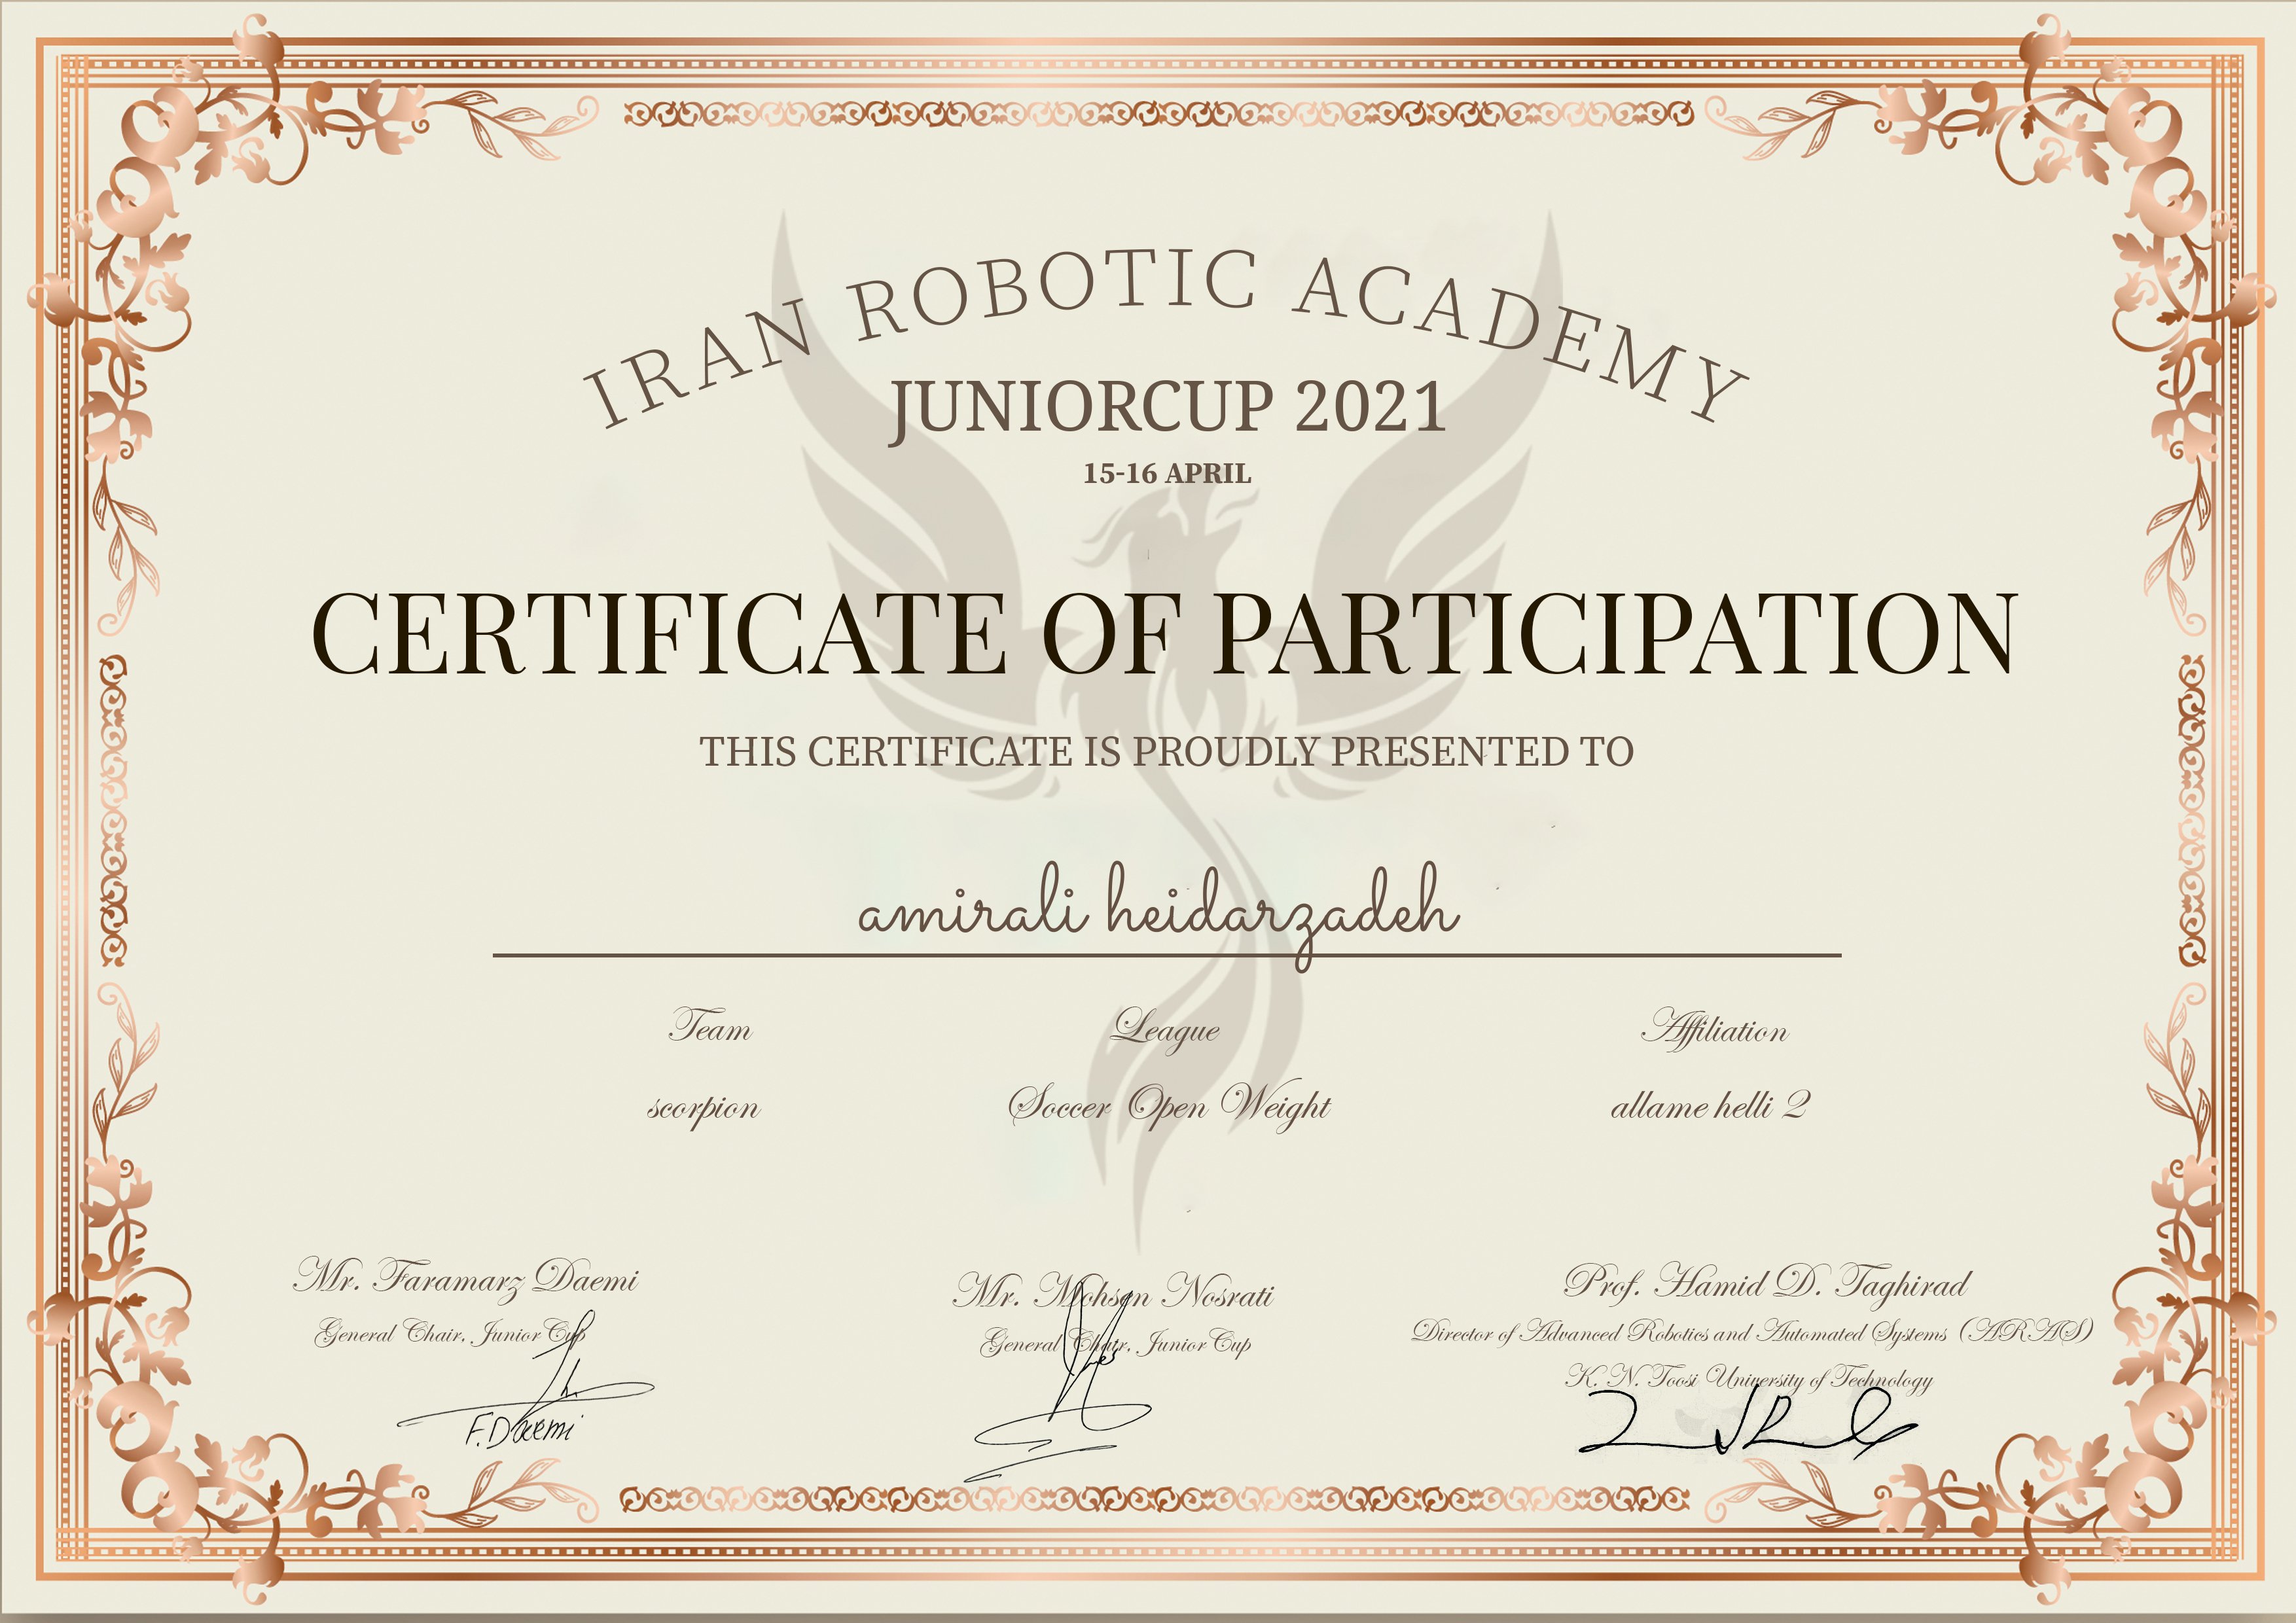 IRAN ROBOTIC ACADEMY
JUNIORCUP 2021
15-16 APRIL
CERTIFICATE OF PARTICIPATION
THIS CERTIFICATE IS PROUDLY PRESENTED TO
amirali heidarzadeh
Team League Affiliation
scorpion Soccer Open Weight allame helli 2
Mr. Faramarz Daemi
General Chair, Junior Cup
F.Daemi
Mr. Mohsen Nosrati
General Chair, Junior Cup
Prof. Hamid D. Taghirad
Director of Advanced Robotics and Automated Systems (ARAS)
K. N. Toosi University of Technology